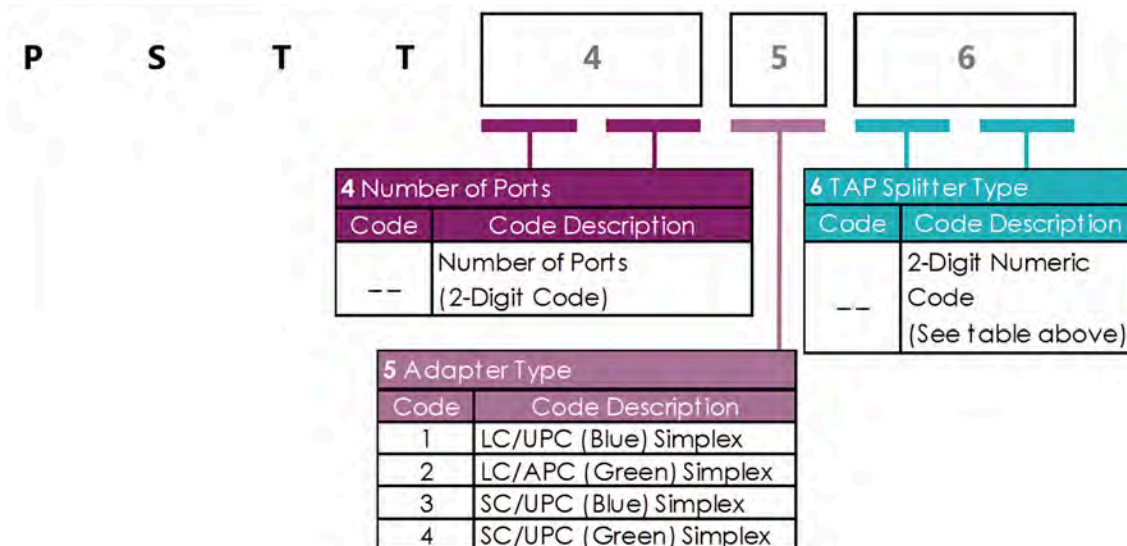 P S T T 4 5 6
4 Number of Ports
Code Code Description
__ Number of Ports
(2-Digit Code)
6 TAP Splitter Type
Code Code Description
__ 2-Digit Numeric
Code
(See table above)
5 Adapter Type
Code Code Description
1 LC/UPC (Blue) Simplex
2 LC/APC (Green) Simplex
3 SC/UPC (Blue) Simplex
4 SC/UPC (Green) Simplex